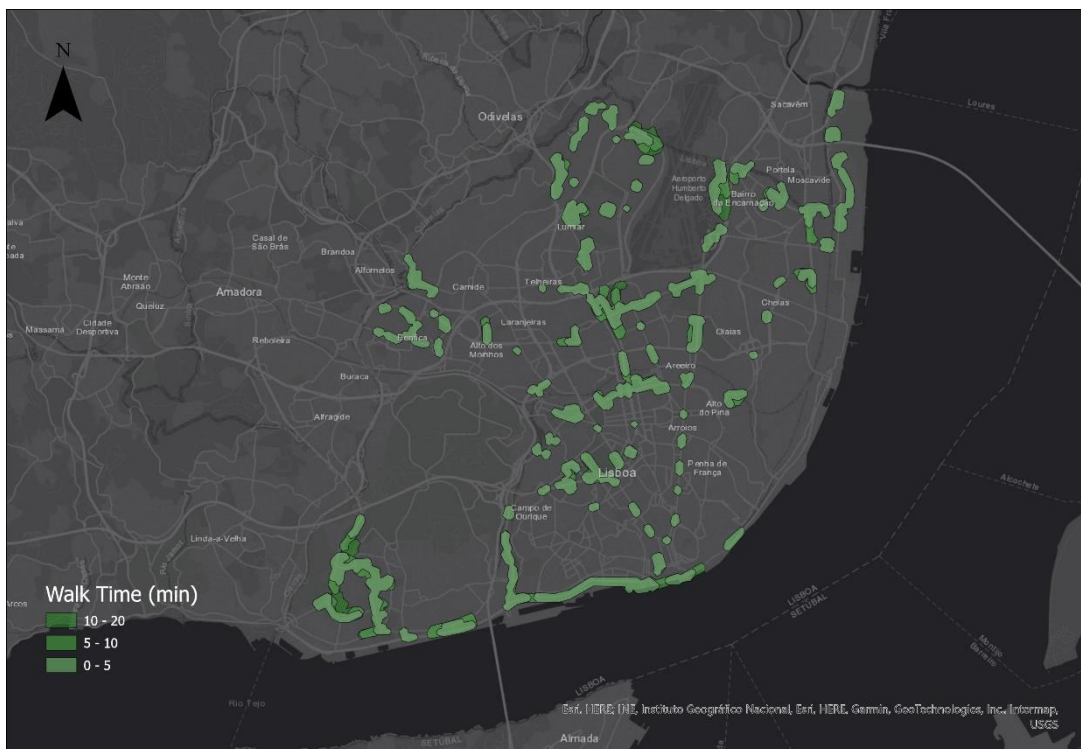 N
Odivelas
Sacavém
Loures
Lisboa
Portela
Moscavide
Aeroporto
Humberto
Delgado
Bairro
da Encarnação
Lumiar
Casal de
São Brás
Brandoa
Alfornelos
Monte
Abraão
Amadora
Carnide
Telheiras
Queluz
Chelas
Massamá
Cidade
Desportiva
Reboleira
Benfica
Laranjeiras
Alto dos
Moinhos
Olaias
Areeiro
Buraca
Alfragide
Alto
do Pina
Arroios
Lisboa
Penha de
França
Alcochete
Campo de
Ourique
Linda-a-Velha
Walk Time (min)
10 - 20
5 - 10
0 - 5
LISBOA
SETÚBAL
Montijo
Barreiro
Rio Tejo
LISBOA
SETÚBAL
Almada
Esri, HERE, INE, Instituto Geográfico Nacional, Esri, HERE, Garmin, GeoTechnologies, Inc., Intermap,
USGS